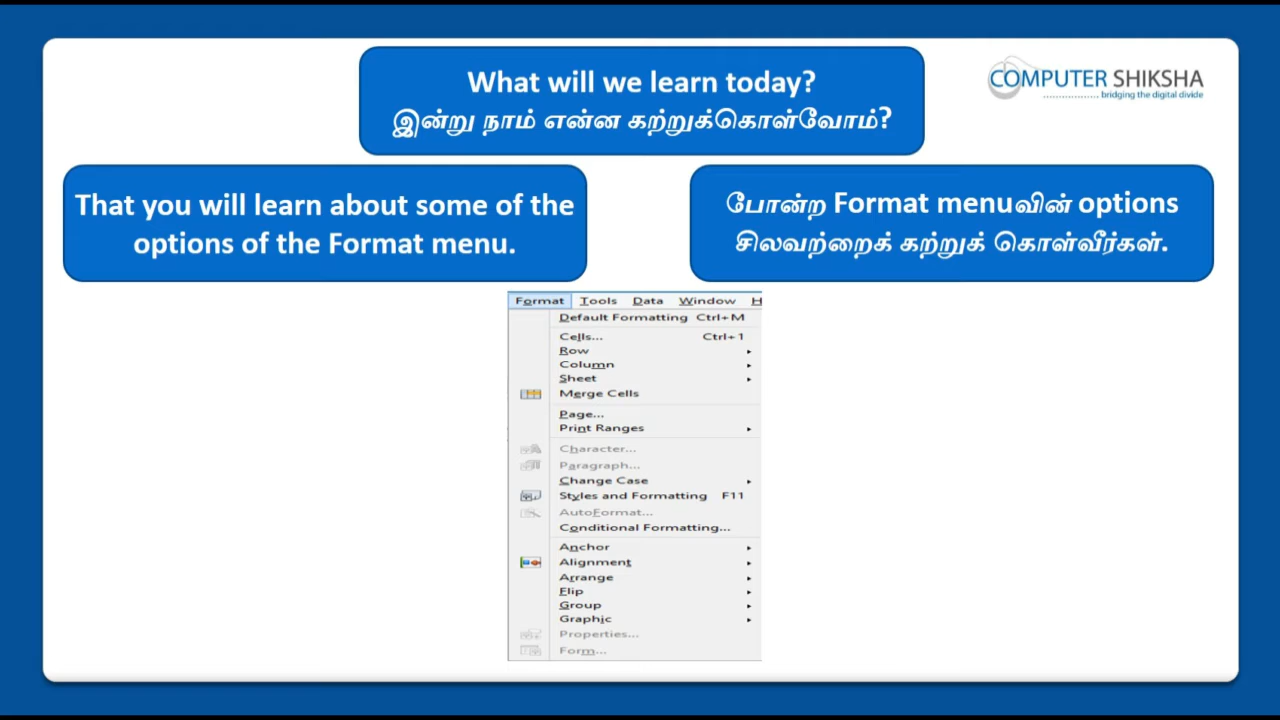 What will we learn today?
இன்று நாம் என்ன கற்றுக்கொள்வோம்?
COMPUTER SHIKSHA
bridging the digital divide
That you will learn about some of the
options of the Format menu.
போன்ற Format menuவின் options
சிலவற்றைக் கற்றுக் கொள்வீர்கள்.
Format Tools Data Window H
Default Formatting Ctrl+M
Cells... Ctrl+1
Row
Column
Sheet
Merge Cells
Page...
Print Ranges
Character...
Paragraph...
Change Case
Styles and Formatting F11
AutoFormat...
Conditional Formatting...
Anchor
Alignment
Arrange
Flip
Group
Graphic
Properties...
Form...